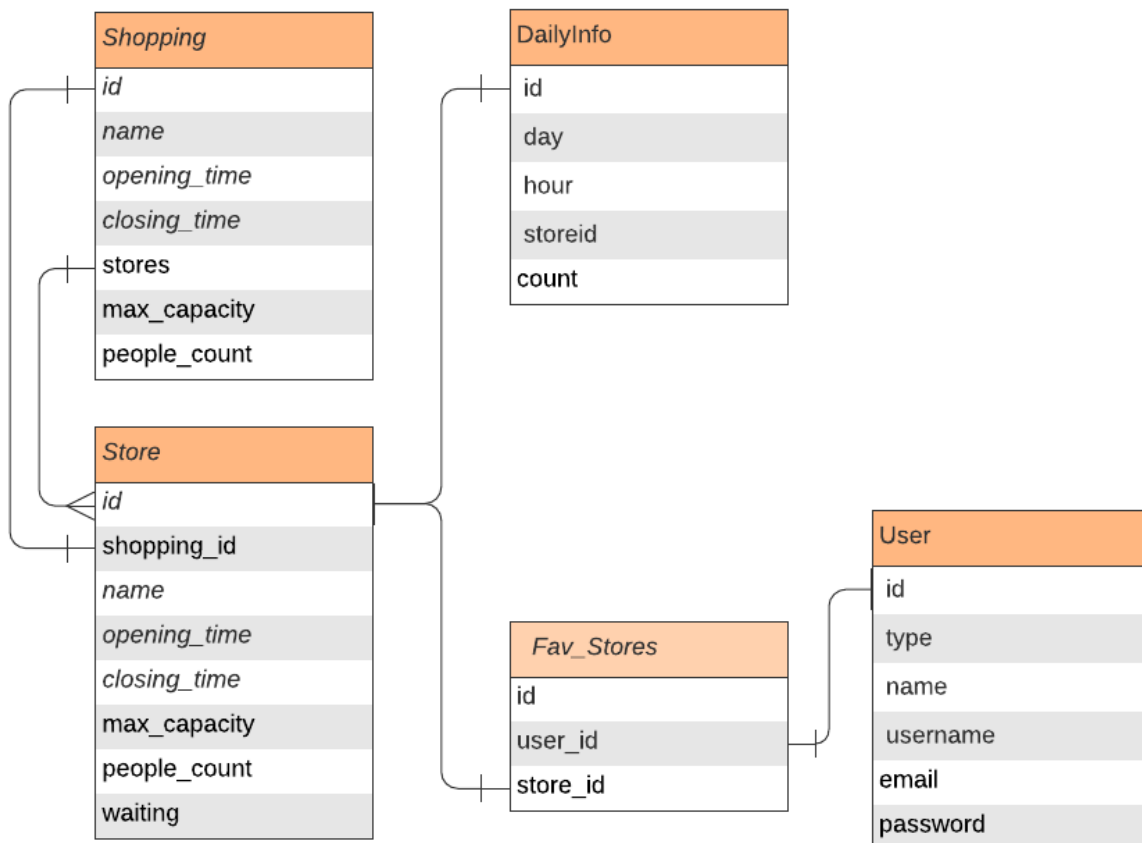 Shopping
id
name
opening_time
closing_time
stores
max_capacity
people_count
DailyInfo
id
day
hour
storeid
count
Store
id
shopping_id
name
opening_time
closing_time
max_capacity
people_count
waiting
Fav_Stores
id
user_id
store_id
User
id
type
name
username
email
password